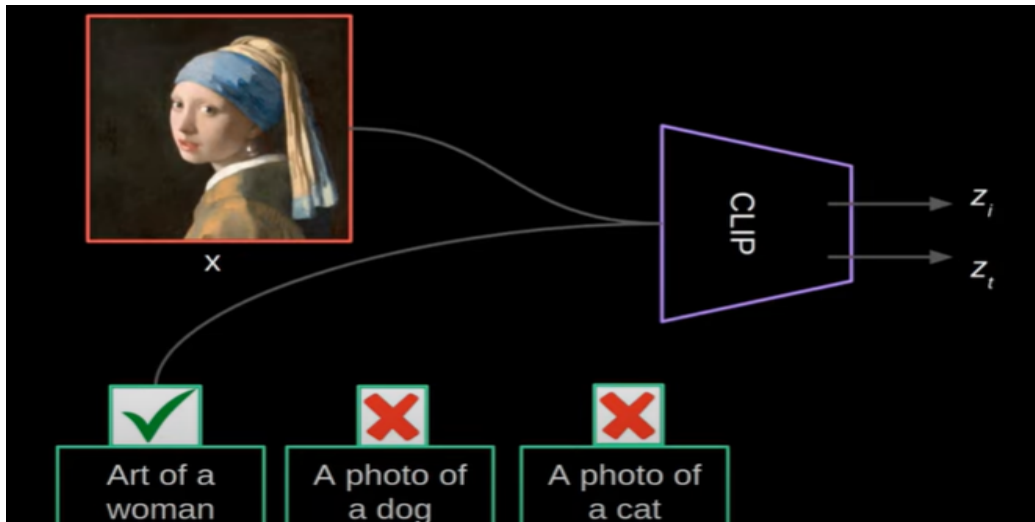 x
CLIP
z_i
z_t
Art of a
woman
A photo of
a dog
A photo of
a cat